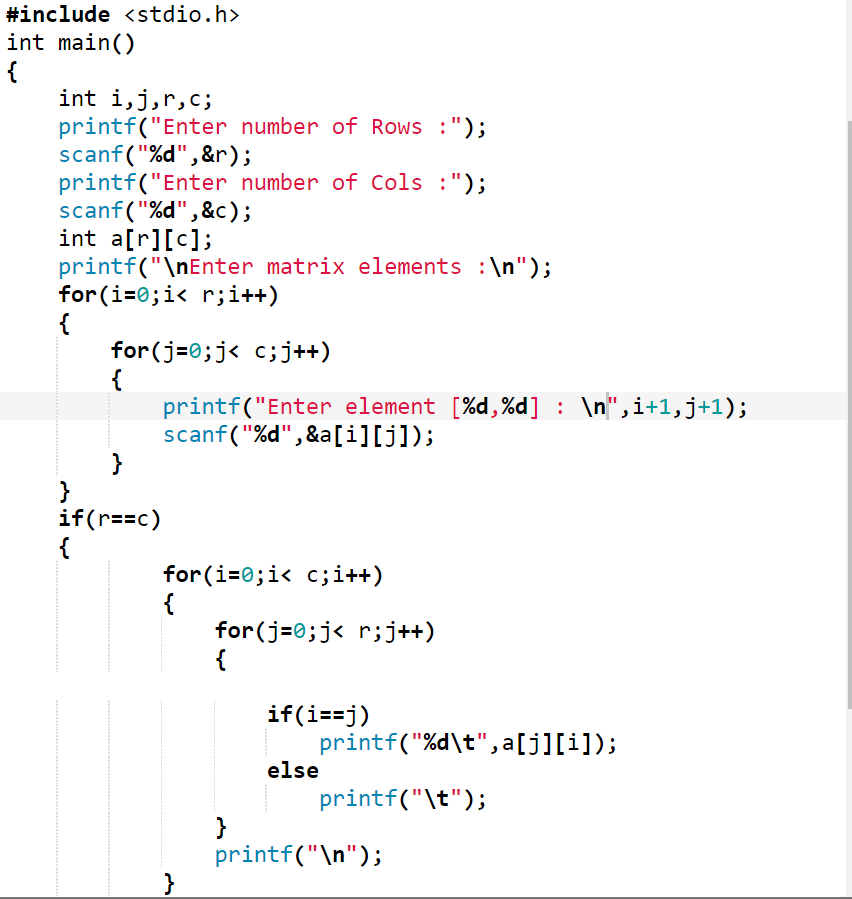 #include <stdio.h>
int main()
{
    int i,j,r,c;
    printf("Enter number of Rows :");
    scanf("%d",&r);
    printf("Enter number of Cols :");
    scanf("%d",&c);
    int a[r][c];
    printf("\nEnter matrix elements :\n");
    for(i=0;i< r;i++)
    {
        for(j=0;j< c;j++)
        {
            printf("Enter element [%d,%d] : \n",i+1,j+1);
            scanf("%d",&a[i][j]);
        }
    }
    if(r==c)
    {
            for(i=0;i< c;i++)
            {
                for(j=0;j< r;j++)
                {

                    if(i==j)
                        printf("%d\t",a[j][i]);
                    else
                        printf("\t");
                }
                printf("\n");
            }